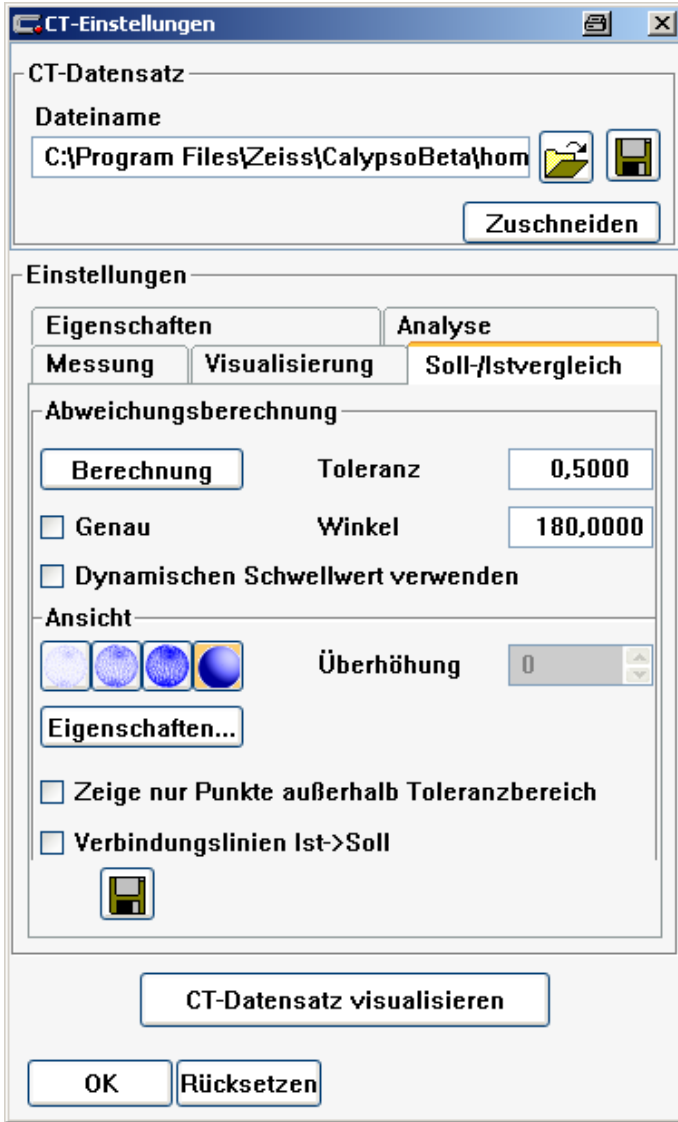 CT-Einstellungen
CT-Datensatz
Dateiname
C:\Program Files\Zeiss\CalypsoBeta\hom
Zuschneiden
Einstellungen
Eigenschaften Analyse
Messung Visualisierung Soll-/Istvergleich
Abweichungsberechnung
Berechnung Toleranz 0,5000
Genau Winkel 180,0000
Dynamischen Schwellwert verwenden
Ansicht
Überhöhung 0
Eigenschaften...
Zeige nur Punkte außerhalb Toleranzbereich
Verbindungslinien Ist->Soll
CT-Datensatz visualisieren
OK Rücksetzen